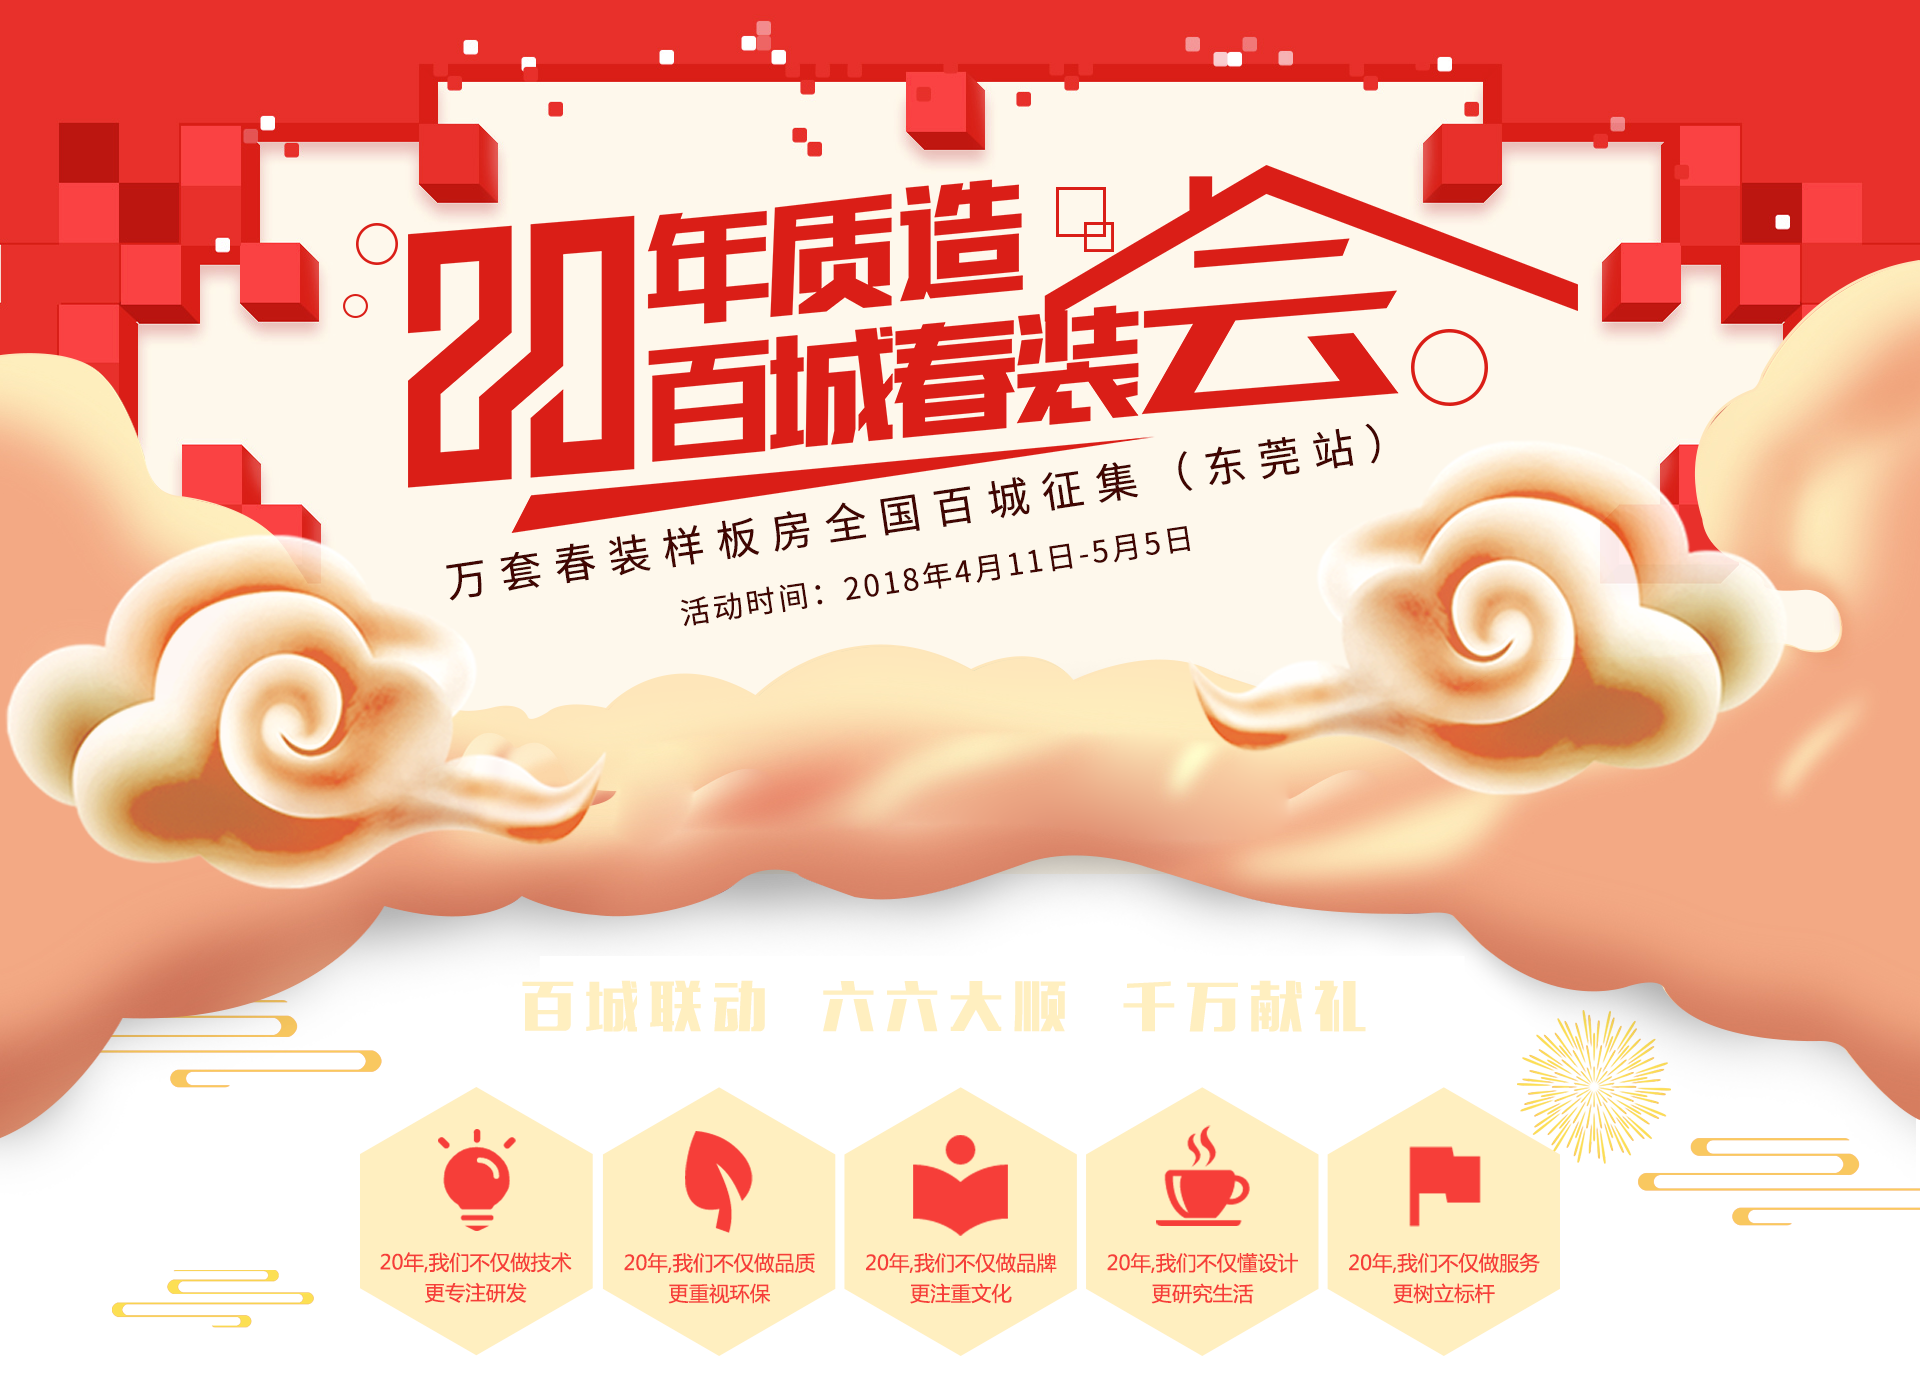 20年质造
百城春装会
万套春装样板房全国百城征集（东莞站）
活动时间：2018年4月11日-5月5日
百城联动 六六大顺 千万献礼
20年,我们不仅做技术
更专注研发
20年,我们不仅做品质
更重视环保
20年,我们不仅做品牌
更注重文化
20年,我们不仅懂设计
更研究生活
20年,我们不仅做服务
更树立标杆